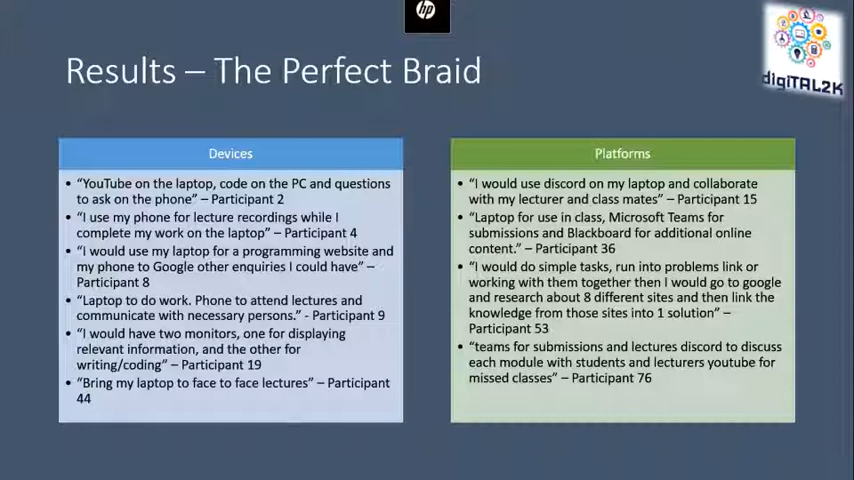 hp
digiTAL2K
Results – The Perfect Braid
Devices
• “YouTube on the laptop, code on the PC and questions
to ask on the phone” – Participant 2
• “I use my phone for lecture recordings while I
complete my work on the laptop” – Participant 4
• “I would use my laptop for a programming website and
my phone to Google other enquiries I could have” –
Participant 8
• “Laptop to do work. Phone to attend lectures and
communicate with necessary persons.” - Participant 9
• “I would have two monitors, one for displaying
relevant information, and the other for
writing/coding” – Participant 19
• “Bring my laptop to face to face lectures” – Participant
44
Platforms
• “I would use discord on my laptop and collaborate
with my lecturer and class mates” – Participant 15
• “Laptop for use in class, Microsoft Teams for
submissions and Blackboard for additional online
content.” – Participant 36
• “I would do simple tasks, run into problems link or
working with them together then I would go to google
and research about 8 different sites and then link the
knowledge from those sites into 1 solution” –
Participant 53
• “teams for submissions and lectures discord to discuss
each module with students and lecturers youtube for
missed classes” – Participant 76